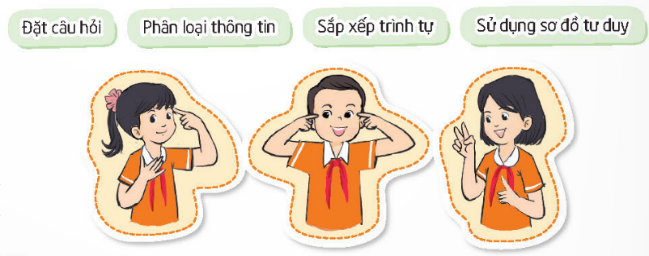 Đặt câu hỏi
Phân loại thông tin
Sắp xếp trình tự
Sử dụng sơ đồ tư duy